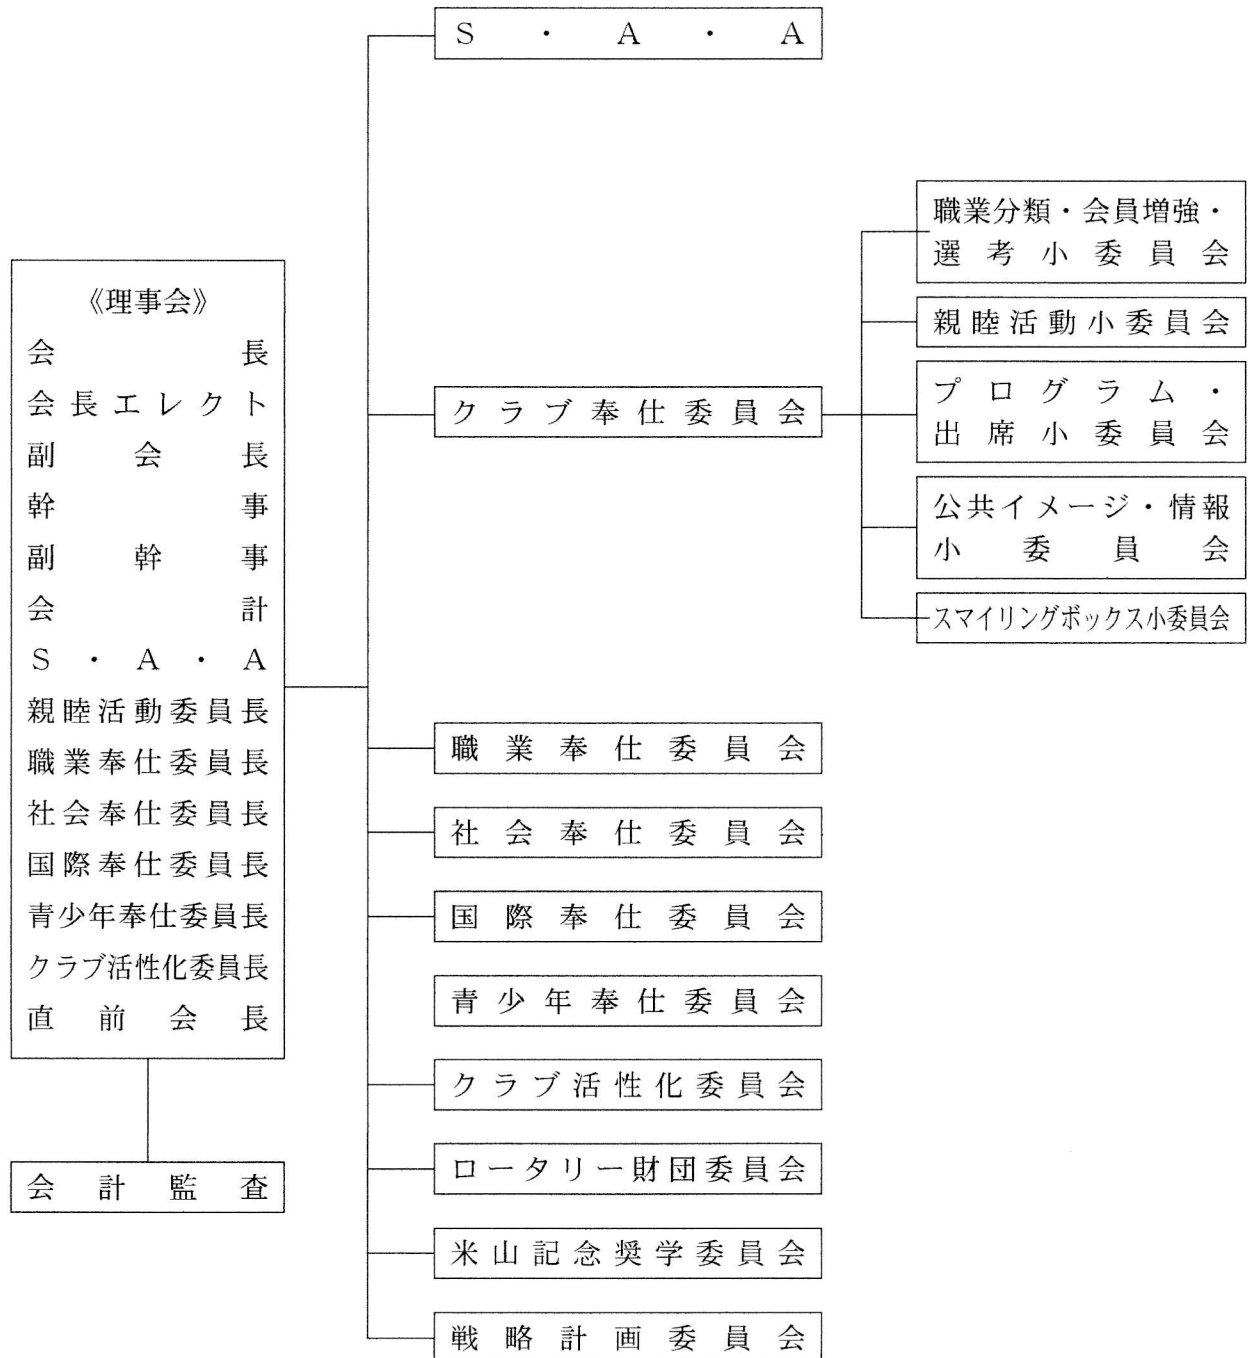 《理事会》
会長
会長エレクト
副会長
幹事
副幹事
会計
S・A・A
親睦活動委員長
職業奉仕委員長
社会奉仕委員長
国際奉仕委員長
青少年奉仕委員長
クラブ活性化委員長
直前会長
会計監査
S・A・A
クラブ奉仕委員会
職業分類・会員増強・
選考小委員会
親睦活動小委員会
プログラム・
出席小委員会
公共イメージ・情報
小委員会
スマイリングボックス小委員会
職業奉仕委員会
社会奉仕委員会
国際奉仕委員会
青少年奉仕委員会
クラブ活性化委員会
ロータリー財団委員会
米山記念奨学委員会
戦略計画委員会